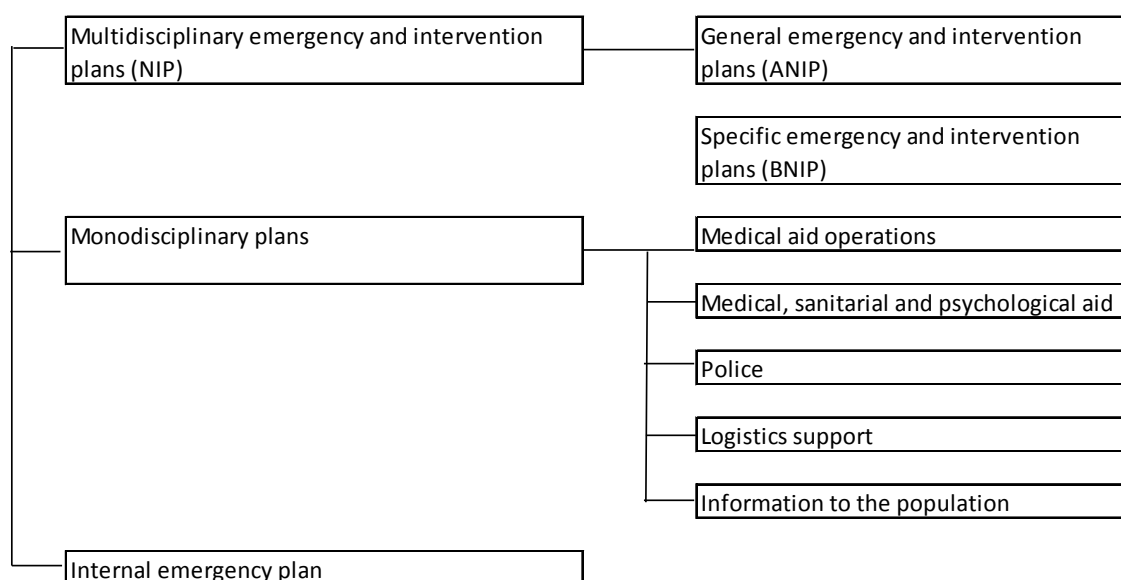 Multidisciplinary emergency and intervention
plans (NIP)
General emergency and intervention
plans (ANIP)
Specific emergency and intervention
plans (BNIP)
Monodisciplinary plans
Medical aid operations
Medical, sanitarial and psychological aid
Police
Logistics support
Information to the population
Internal emergency plan